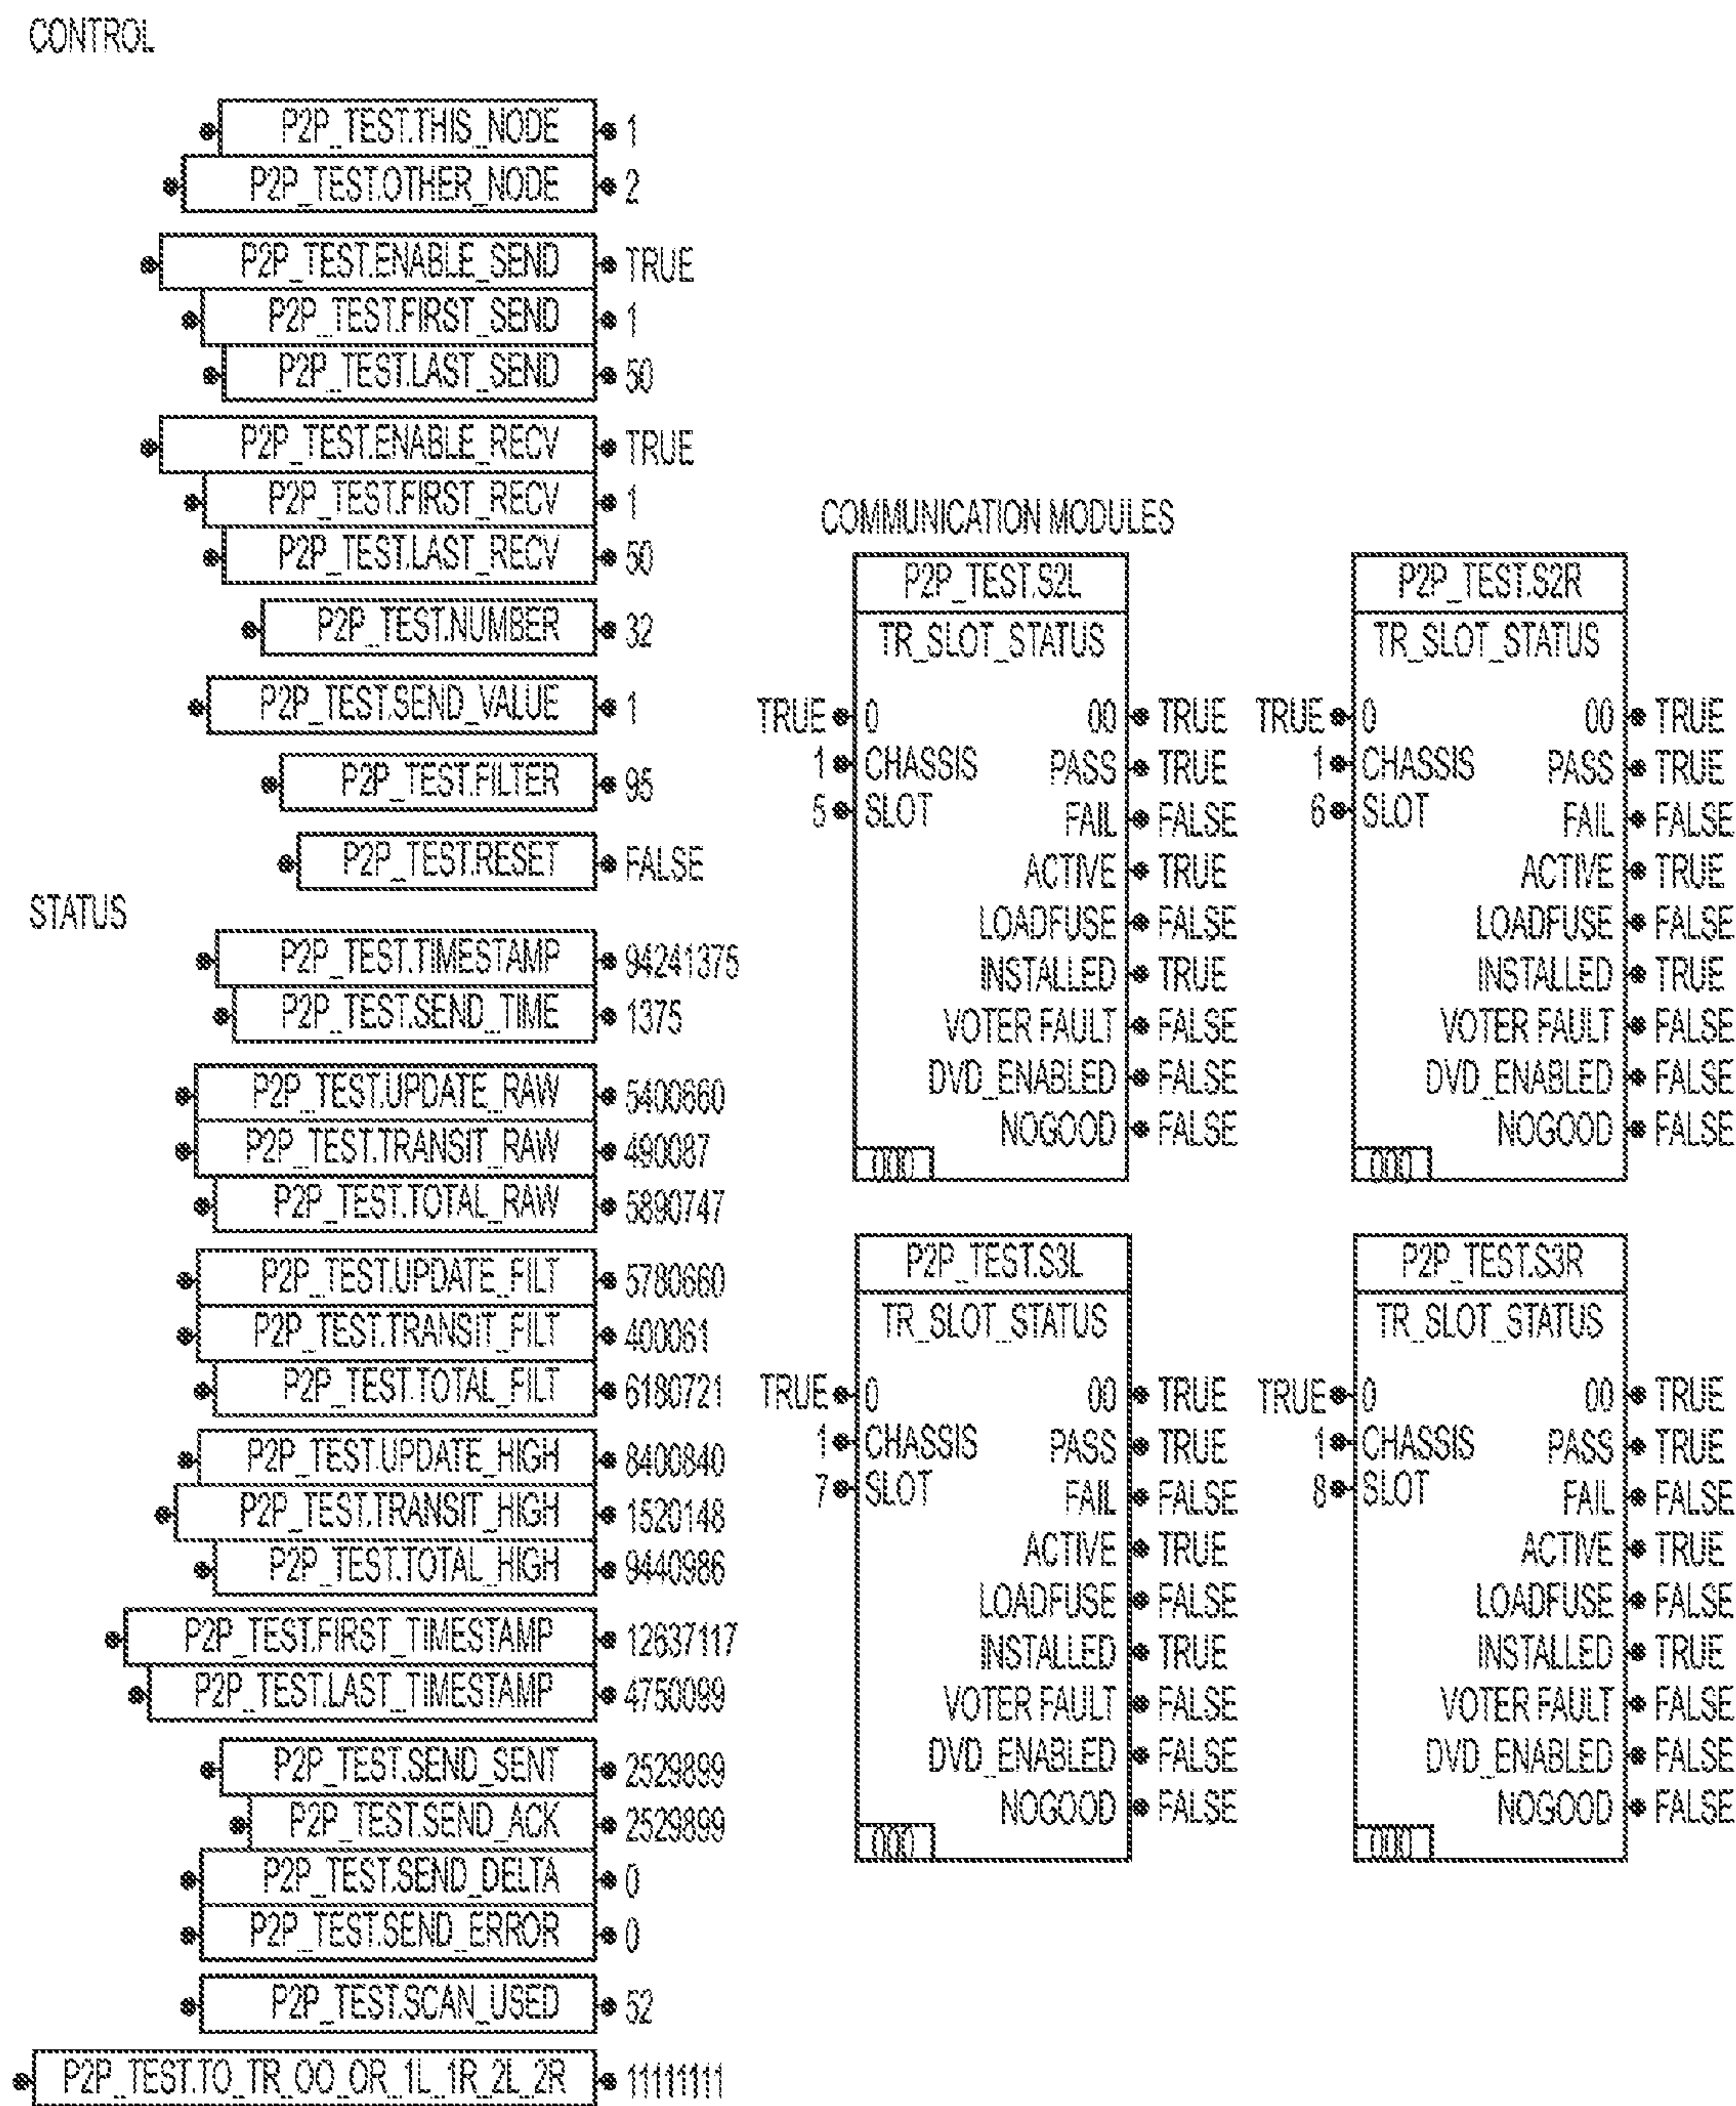 CONTROL
P2P_TEST.THIS_NODE 1
P2P_TEST.OTHER_NODE 2
P2P_TEST.ENABLE_SEND TRUE
P2P_TEST.FIRST_SEND 1
P2P_TEST.LAST_SEND 50
P2P_TEST.ENABLE_RECV TRUE
P2P_TEST.FIRST_RECV 1
P2P_TEST.LAST_RECV 50
P2P_TEST.NUMBER 32
P2P_TEST.SEND_VALUE 1
P2P_TEST.FILTER 95
P2P_TEST.RESET FALSE
STATUS
P2P_TEST.TIMESTAMP 94241375
P2P_TEST.SEND_TIME 1375
P2P_TEST.UPDATE_RAW 5400660
P2P_TEST.TRANSIT_RAW 490087
P2P_TEST.TOTAL_RAW 5890747
P2P_TEST.UPDATE_FILT 5780660
P2P_TEST.TRANSIT_FILT 400061
P2P_TEST.TOTAL_FILT 6180721
P2P_TEST.UPDATE_HIGH 8400840
P2P_TEST.TRANSIT_HIGH 1520148
P2P_TEST.TOTAL_HIGH 9440986
P2P_TEST.FIRST_TIMESTAMP 12637117
P2P_TEST.LAST_TIMESTAMP 4750099
P2P_TEST.SEND_SENT 2529899
P2P_TEST.SEND_ACK 2529899
P2P_TEST.SEND_DELTA 0
P2P_TEST.SEND_ERROR 0
P2P_TEST.SCAN_USED 52
P2P_TEST.TO_TR_OO_OR_1L_1R_2L_2R 11111111
COMMUNICATION MODULES
P2P_TEST.S2L
TR_SLOT_STATUS
TRUE 0 00 TRUE
1 CHASSIS PASS TRUE
5 SLOT FAIL FALSE
ACTIVE TRUE
LOADFUSE FALSE
INSTALLED TRUE
VOTER FAULT FALSE
DVD_ENABLED FALSE
NOGOOD FALSE
000
P2P_TEST.S2R
TR_SLOT_STATUS
TRUE 0 00 TRUE
1 CHASSIS PASS TRUE
6 SLOT FAIL FALSE
ACTIVE TRUE
LOADFUSE FALSE
INSTALLED TRUE
VOTER FAULT FALSE
DVD_ENABLED FALSE
NOGOOD FALSE
000
P2P_TEST.S3L
TR_SLOT_STATUS
TRUE 0 00 TRUE
1 CHASSIS PASS TRUE
7 SLOT FAIL FALSE
ACTIVE TRUE
LOADFUSE FALSE
INSTALLED TRUE
VOTER FAULT FALSE
DVD_ENABLED FALSE
NOGOOD FALSE
000
P2P_TEST.S3R
TR_SLOT_STATUS
TRUE 0 00 TRUE
1 CHASSIS PASS TRUE
8 SLOT FAIL FALSE
ACTIVE TRUE
LOADFUSE FALSE
INSTALLED TRUE
VOTER FAULT FALSE
DVD_ENABLED FALSE
NOGOOD FALSE
000